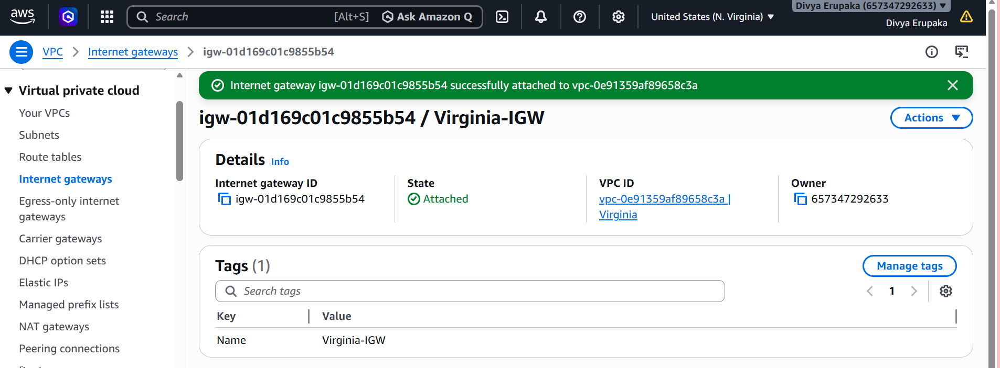 aws
Search [Alt+S] Ask Amazon Q
United States (N. Virginia)
Divya Erupaka (657347292633)
Divya Erupaka
VPC > Internet gateways > igw-01d169c01c9855b54
Virtual private cloud
Your VPCs
Subnets
Route tables
Internet gateways
Egress-only internet
gateways
Carrier gateways
DHCP option sets
Elastic IPs
Managed prefix lists
NAT gateways
Peering connections
Internet gateway igw-01d169c01c9855b54 successfully attached to vpc-0e91359af89658c3a
igw-01d169c01c9855b54 / Virginia-IGW
Actions
Details Info
Internet gateway ID
igw-01d169c01c9855b54
State
Attached
VPC ID
vpc-0e91359af89658c3a |
Virginia
Owner
657347292633
Tags (1)
Manage tags
Search tags
1
Key Value
Name Virginia-IGW